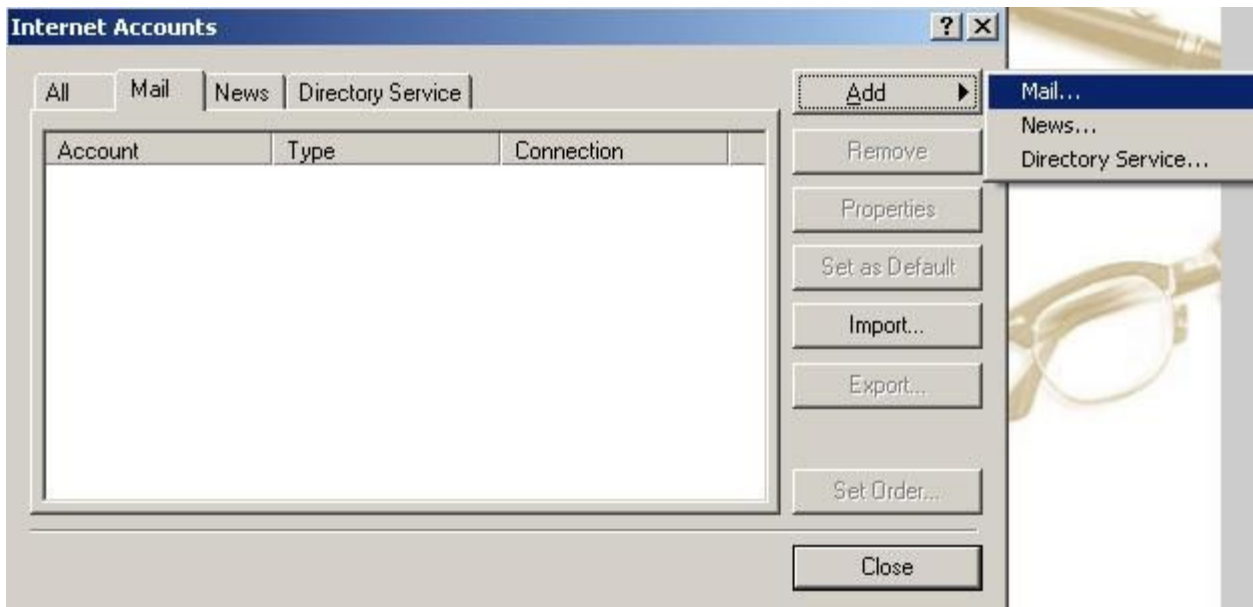 Internet Accounts
All Mail News Directory Service
Account Type Connection
Add
Remove
Properties
Set as Default
Import...
Export...
Set Order...
Close
Mail...
News...
Directory Service...